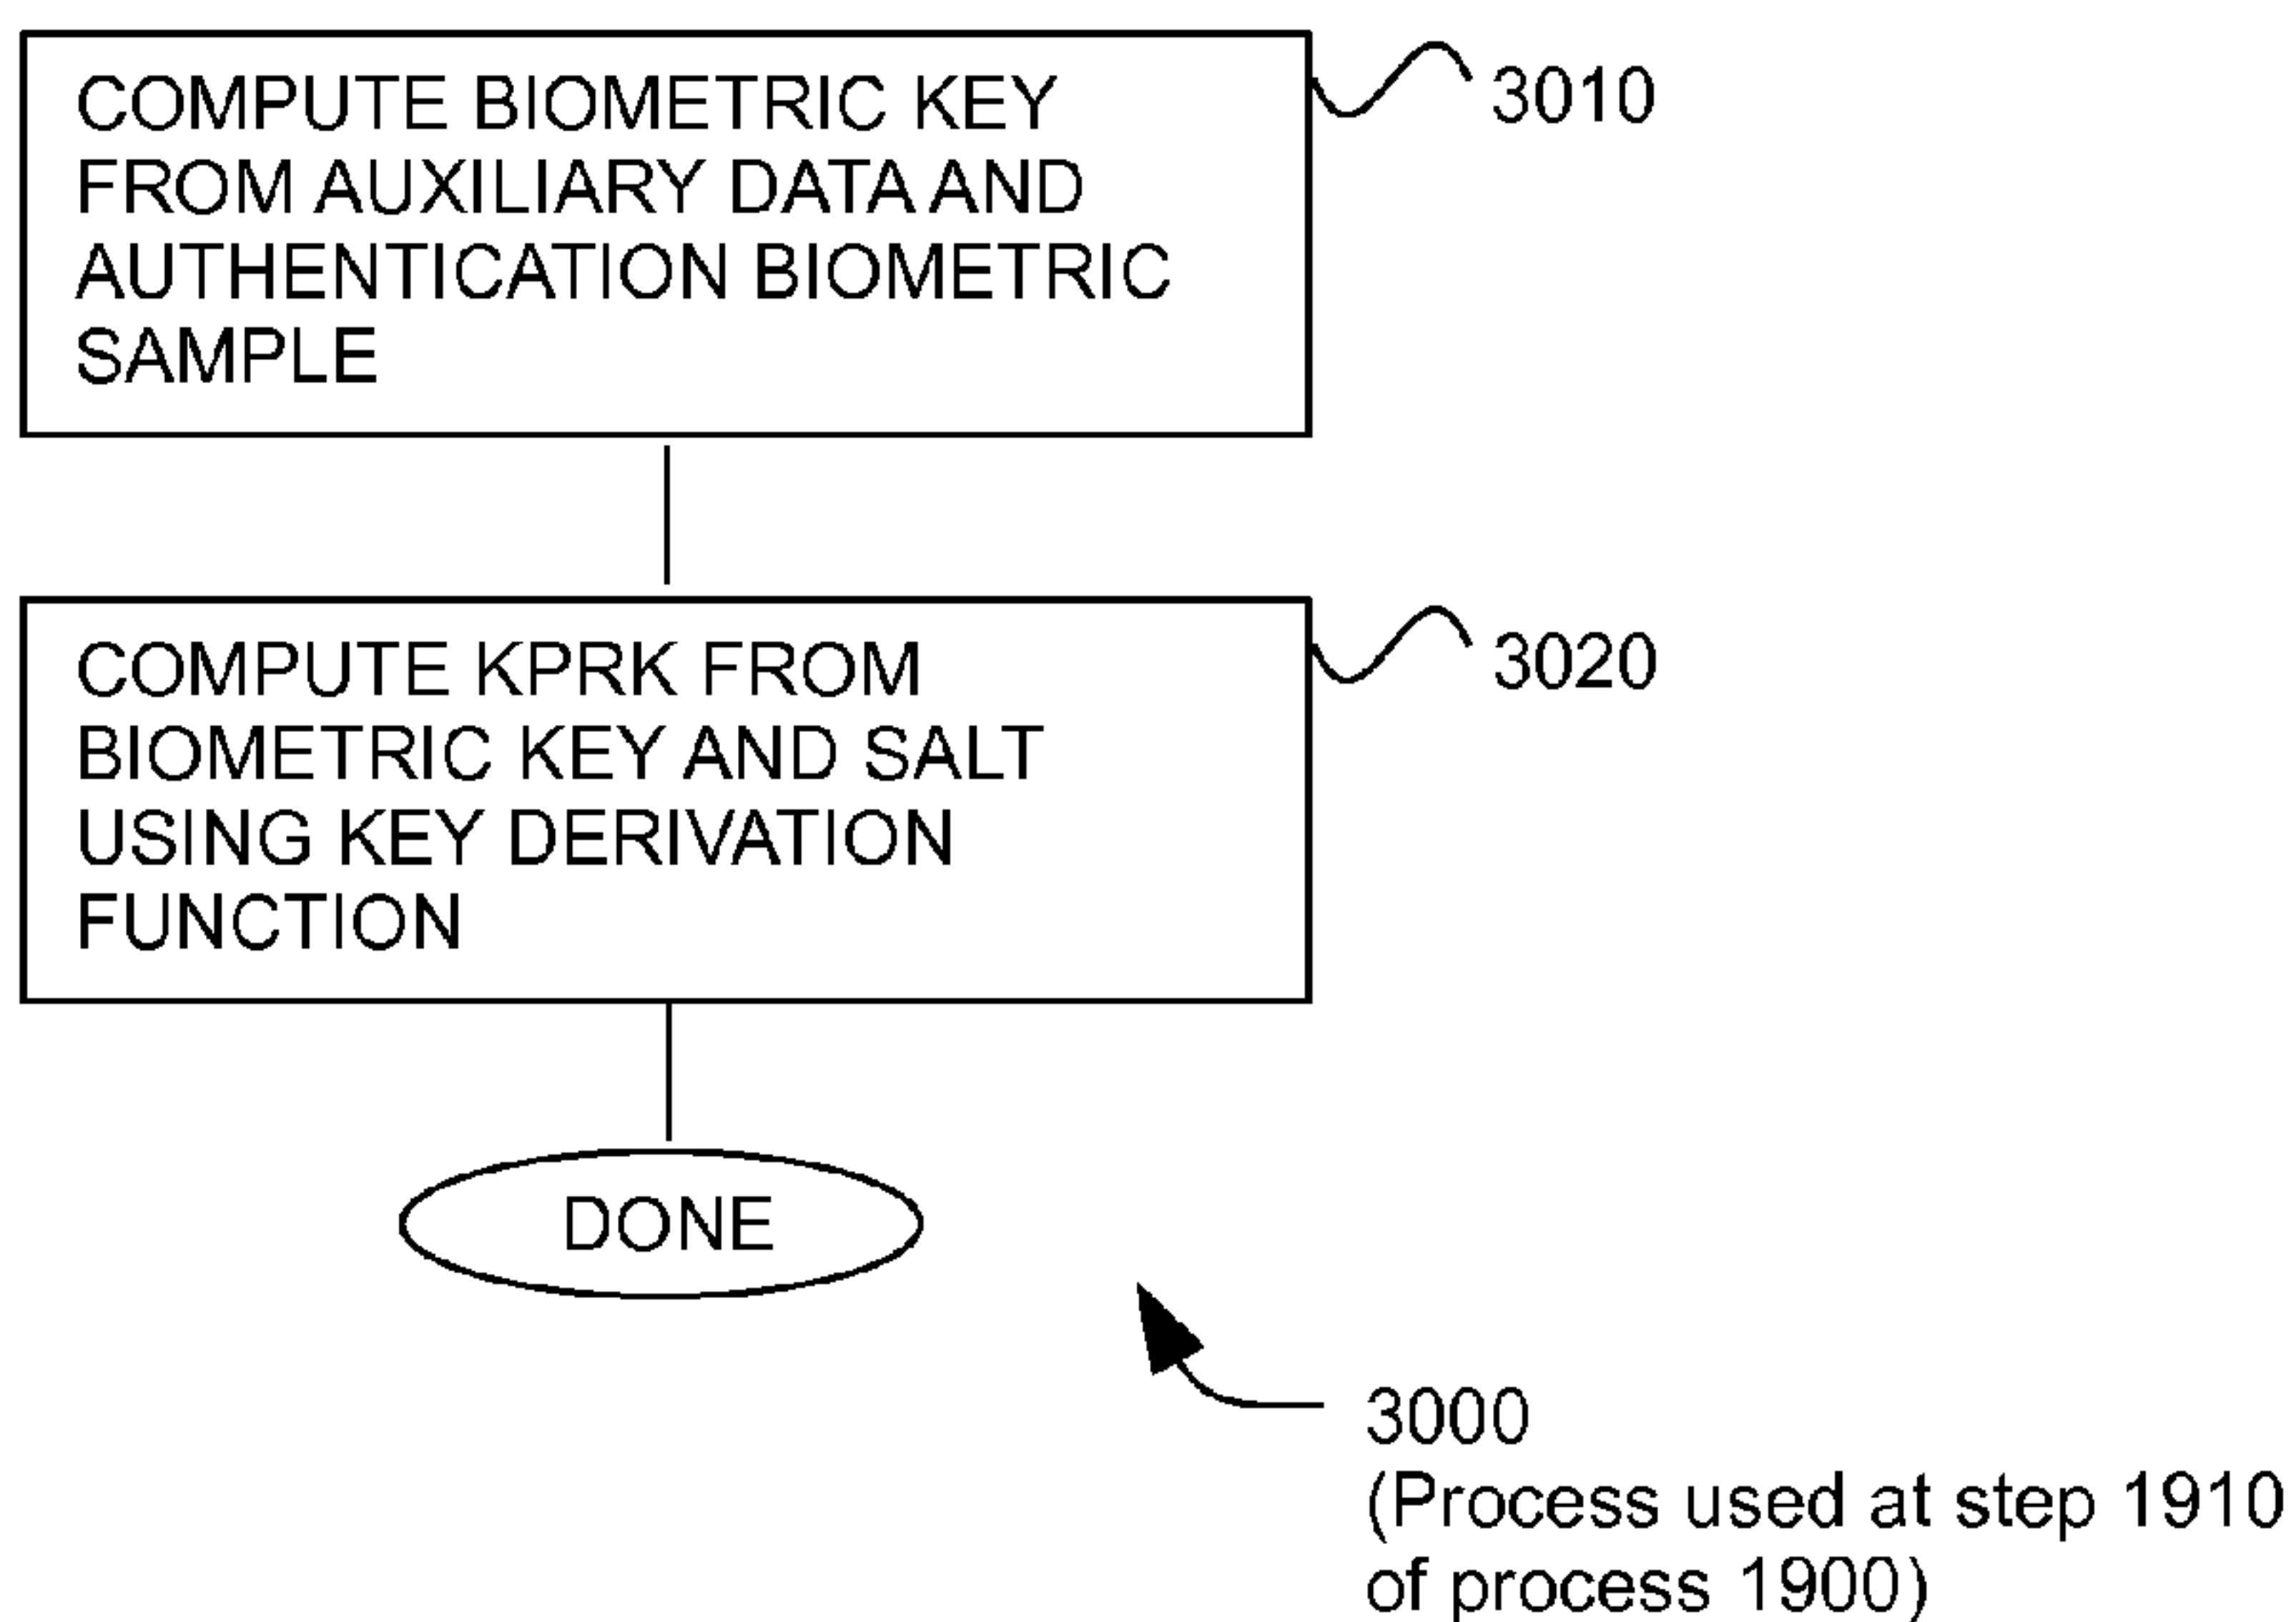 COMPUTE BIOMETRIC KEY
FROM AUXILIARY DATA AND
AUTHENTICATION BIOMETRIC
SAMPLE
3010
COMPUTE KPRK FROM
BIOMETRIC KEY AND SALT
USING KEY DERIVATION
FUNCTION
3020
DONE
3000
(Process used at step 1910
of process 1900)